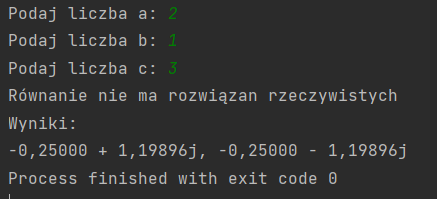 Podaj liczba a: 2
Podaj liczba b: 1
Podaj liczba c: 3
Równanie nie ma rozwiązan rzeczywistych
Wyniki:
-0,25000 + 1,19896j, -0,25000 - 1,19896j
Process finished with exit code 0